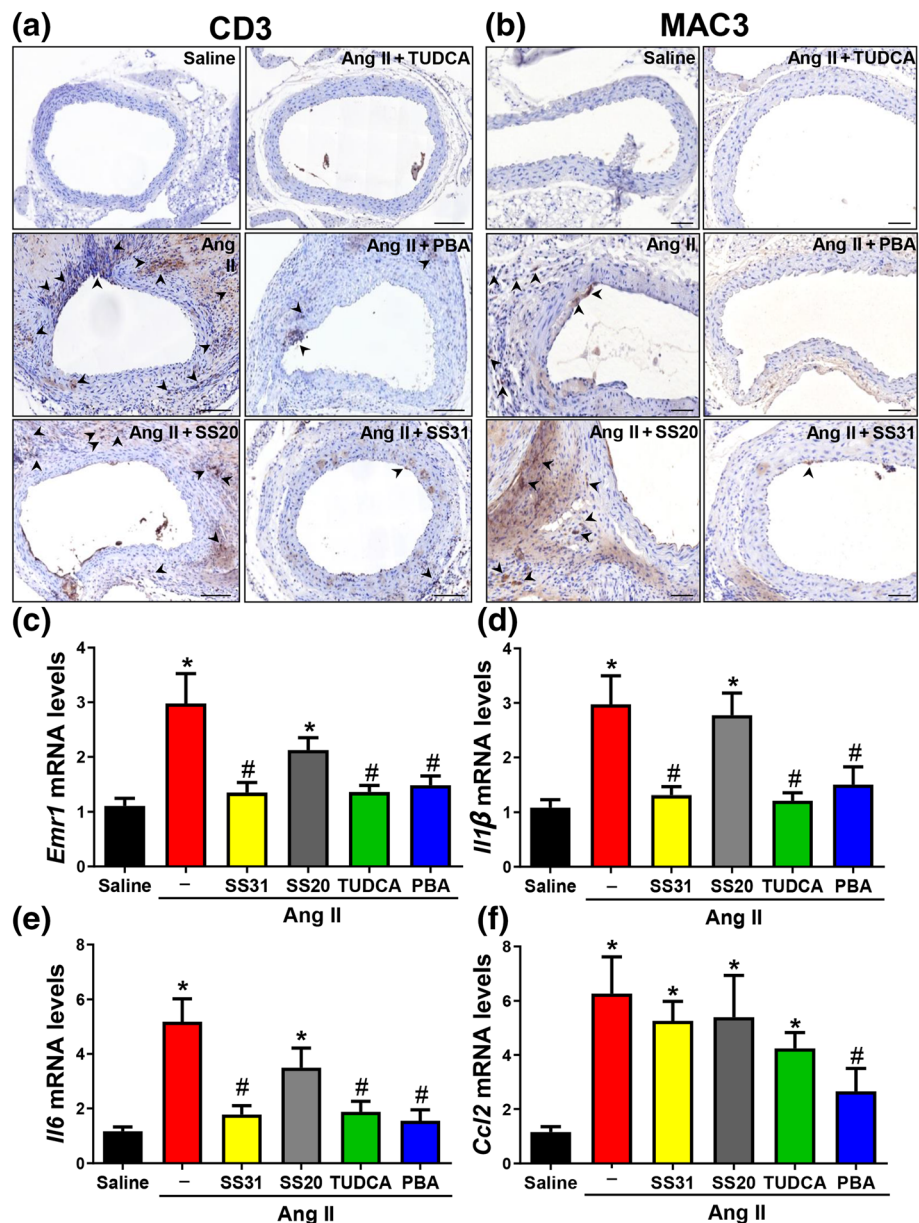 (a) CD3
(b) MAC3
Saline
Ang II + TUDCA
Saline
Ang II + TUDCA
Ang
II
Ang II + PBA
Ang II
Ang II + PBA
Ang II + SS20
Ang II + SS31
Ang II + SS20
Ang II + SS31
(c)
Emr1 mRNA levels
4
3
2
1
0
*
#
*
#
#
Saline – SS31 SS20 TUDCA PBA
Ang II
(d)
Il1β mRNA levels
4
3
2
1
0
*
#
*
#
#
Saline – SS31 SS20 TUDCA PBA
Ang II
(e)
Il6 mRNA levels
8
6
4
2
0
*
#
*
#
#
Saline – SS31 SS20 TUDCA PBA
Ang II
(f)
Ccl2 mRNA levels
8
6
4
2
0
*
*
*
*
#
Saline – SS31 SS20 TUDCA PBA
Ang II